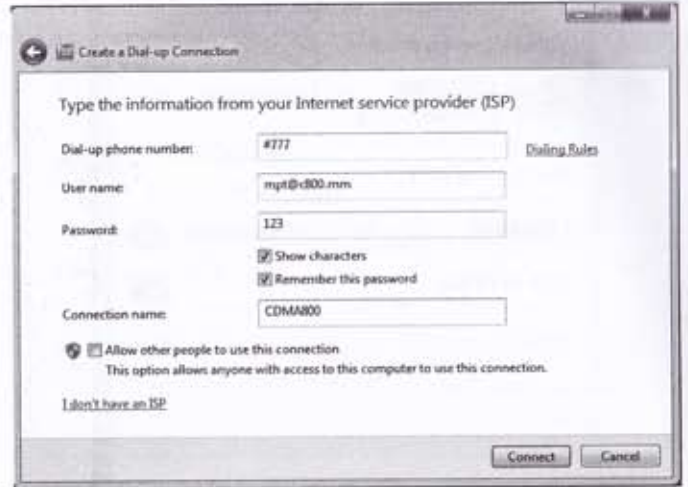 Create a Dial-up Connection
Type the information from your Internet service provider (ISP)
Dial-up phone number: #777 Dialing Rules
User name: mpt@c800.mm
Password: 123
Show characters
Remember this password
Connection name: CDMA800
Allow other people to use this connection
This option allows anyone with access to this computer to use this connection.
I don't have an ISP
Connect Cancel